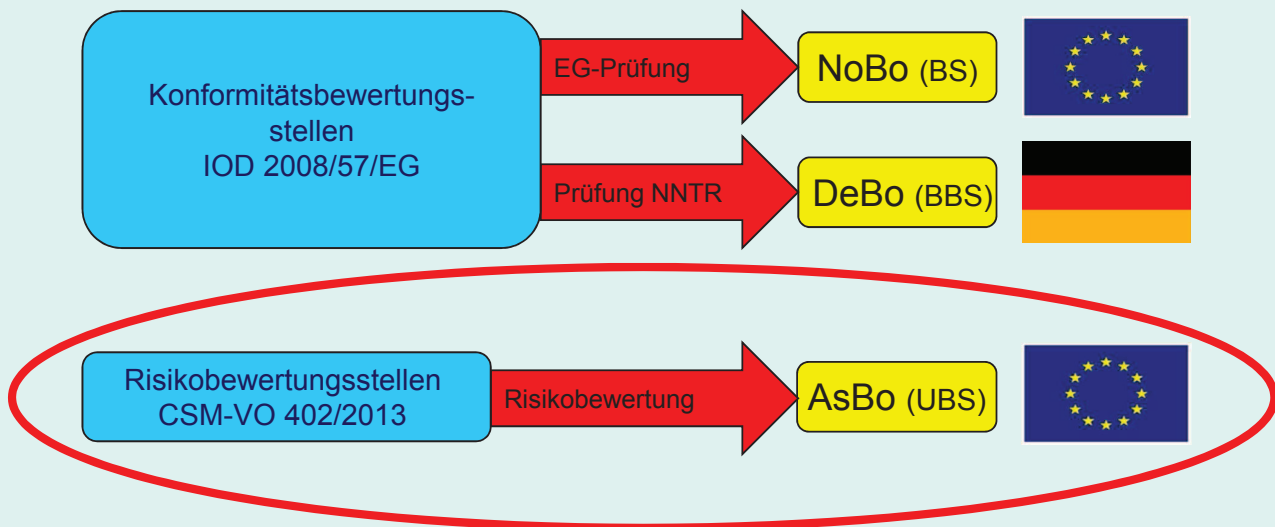 Konformitätsbewertungs-
stellen
IOD 2008/57/EG
EG-Prüfung
NoBo (BS)
Prüfung NNTR
DeBo (BBS)
Risikobewertungsstellen
CSM-VO 402/2013
Risikobewertung
AsBo (UBS)